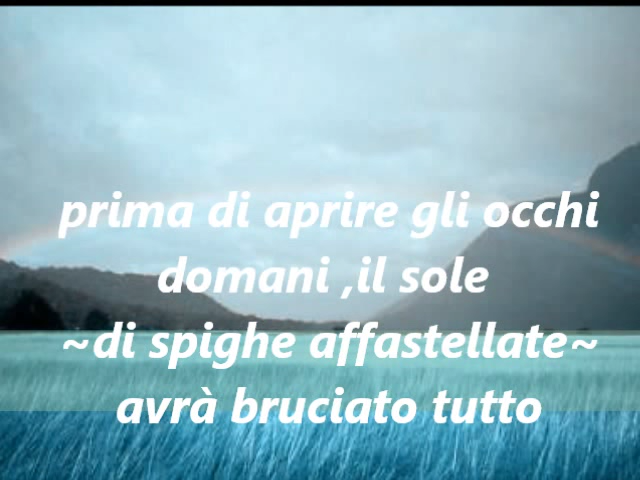 prima di aprire gli occhi
domani ,il sole
~di spighe affastellate~
avrà bruciato tutto